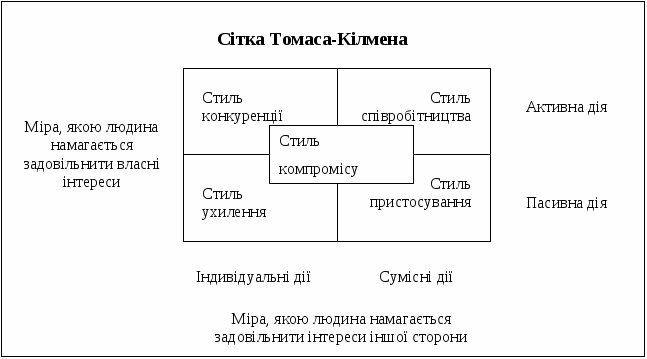 Сітка Томаса-Кілмена
Стиль
конкуренції
Стиль
співробітництва
Активна дія
Міра, якою людина
намагається
задовільнити власні
інтереси
Стиль
компромісу
Стиль
ухилення
Стиль
пристосування
Пасивна дія
Індивідуальні дії
Сумісні дії
Міра, якою людина намагається
задовільнити інтереси іншої сторони